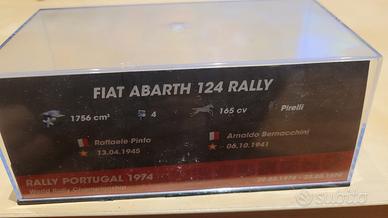 FIAT ABARTH 124 RALLY
1756 cm³ 4 165 cv Pirelli
Raffaele Pinto Arnaldo Bernacchini
13.04.1945 06.10.1941
RALLY PORTUGAL 1974
World Rally Championship
subito